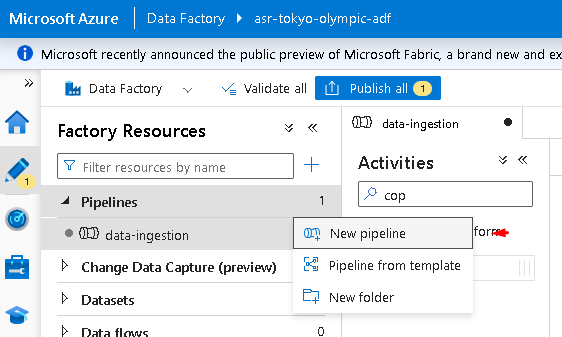 Microsoft Azure Data Factory asr-tokyo-olympic-adf
Microsoft recently announced the public preview of Microsoft Fabric, a brand new and ex
Data Factory Validate all Publish all 1
Factory Resources
Filter resources by name
Pipelines 1
data-ingestion
Change Data Capture (preview)
Datasets
Data flows 0
1
data-ingestion
Activities
cop
form
New pipeline
Pipeline from template
New folder